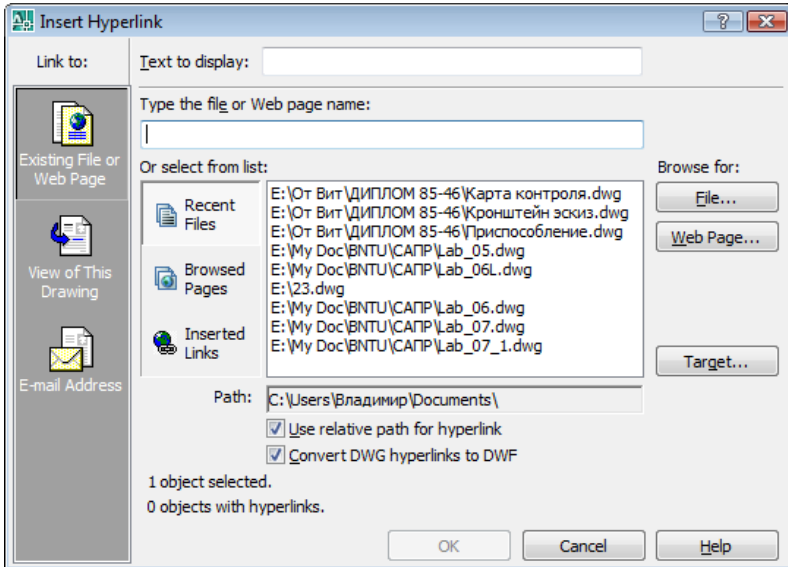 Insert Hyperlink
Link to:
Text to display:
Existing File or
Web Page
View of This
Drawing
E-mail Address
Type the file or Web page name:
Or select from list:
Recent
Files
Browsed
Pages
Inserted
Links
E:\От Вит\ДИПЛОМ 85-46\Карта контроля.dwg
E:\От Вит\ДИПЛОМ 85-46\Кронштейн эскиз.dwg
E:\От Вит\ДИПЛОМ 85-46\Приспособление.dwg
E:\My Doc\BNTU\САПР\Lab_05.dwg
E:\My Doc\BNTU\САПР\Lab_06L.dwg
E:\23.dwg
E:\My Doc\BNTU\САПР\Lab_06.dwg
E:\My Doc\BNTU\САПР\Lab_07.dwg
E:\My Doc\BNTU\САПР\Lab_07_1.dwg
Browse for:
File...
Web Page...
Target...
Path: C:\Users\Владимир\Documents\
Use relative path for hyperlink
Convert DWG hyperlinks to DWF
1 object selected.
0 objects with hyperlinks.
OK Cancel Help